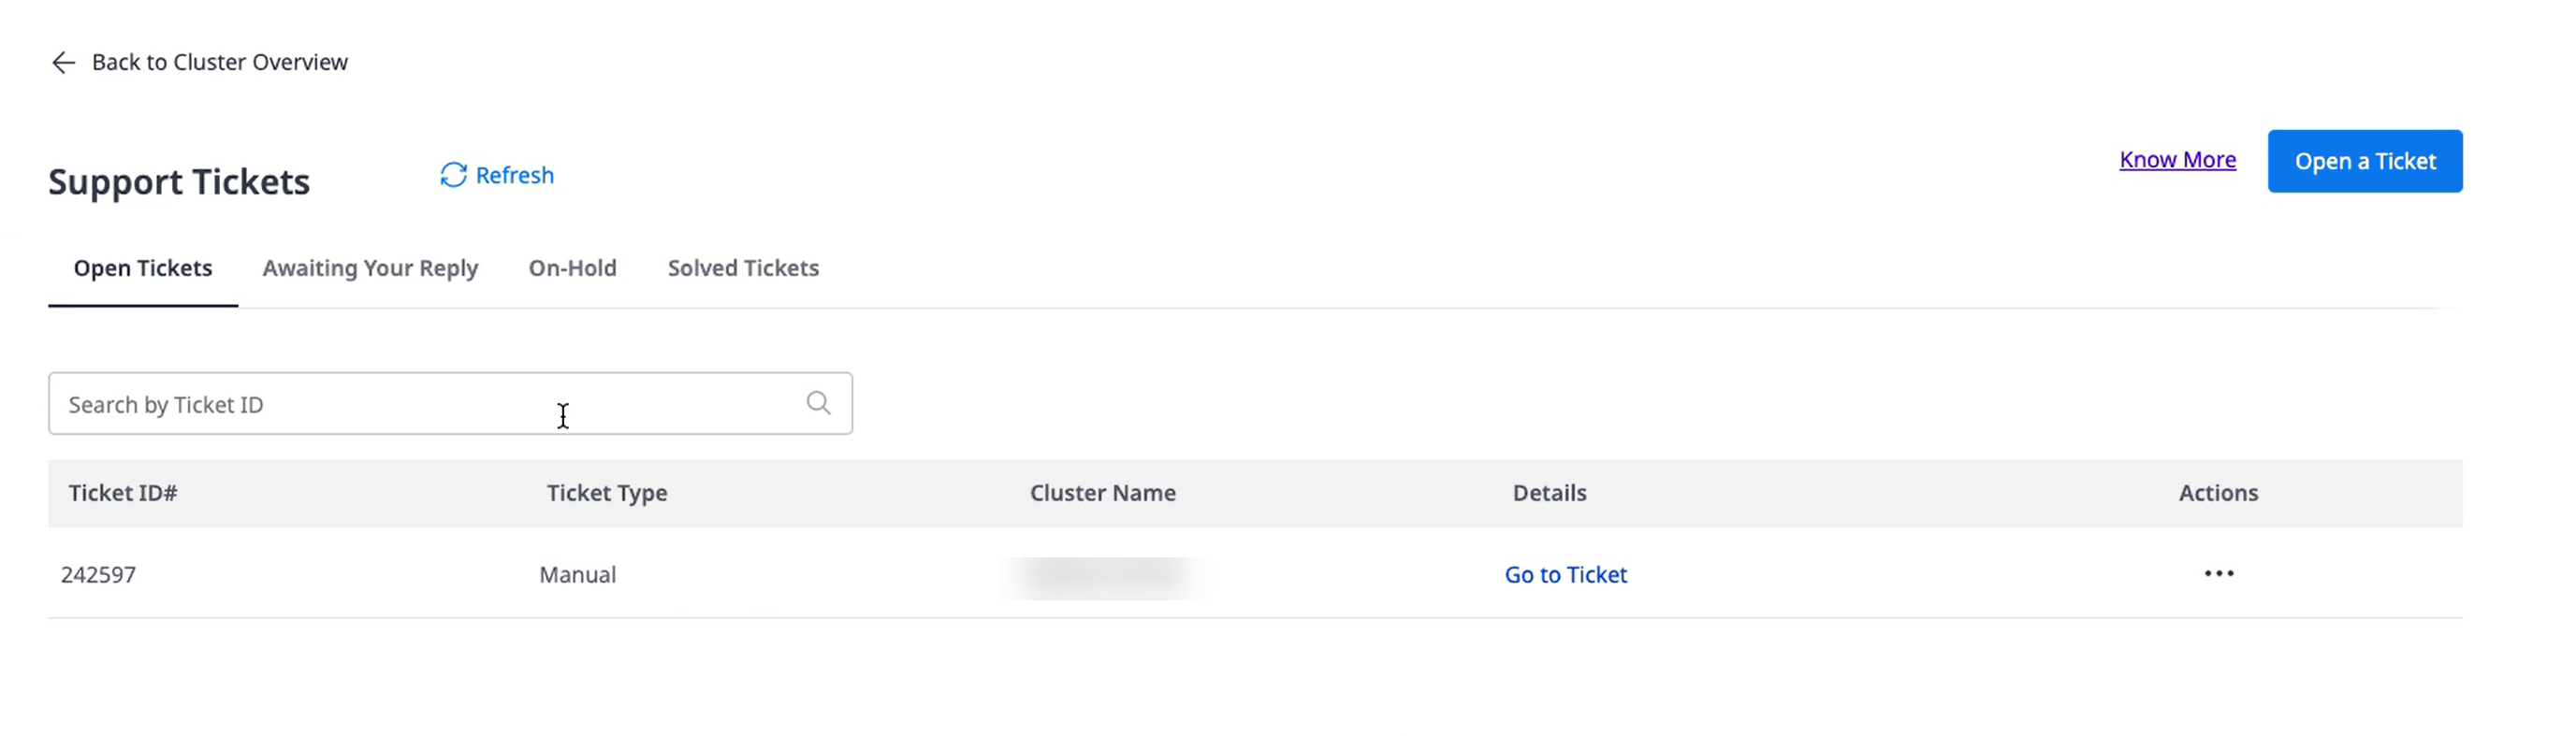 Back to Cluster Overview
Support Tickets
Refresh
Know More
Open a Ticket
Open Tickets
Awaiting Your Reply
On-Hold
Solved Tickets
Search by Ticket ID
Ticket ID# Ticket Type Cluster Name Details Actions
242597 Manual Go to Ticket